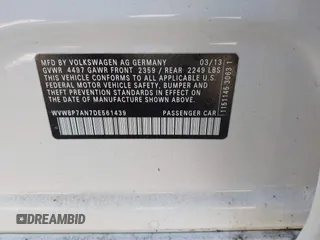 MFD BY VOLKSWAGEN AG GERMANY 03/13
GVWR 4497 GAWR FRONT 2359 / REAR 2249 LBS
THIS VEHICLE CONFORMS TO ALL APPLICABLE U.S.
FEDERAL MOTOR VEHICLE SAFETY, BUMPER, AND
THEFT PREVENTION STANDARDS IN EFFECT ON THE
DATE OF MANUFACTURE SHOWN ABOVE
WVWBP7AN7DE561439 PASSENGER CAR
DREAMBID